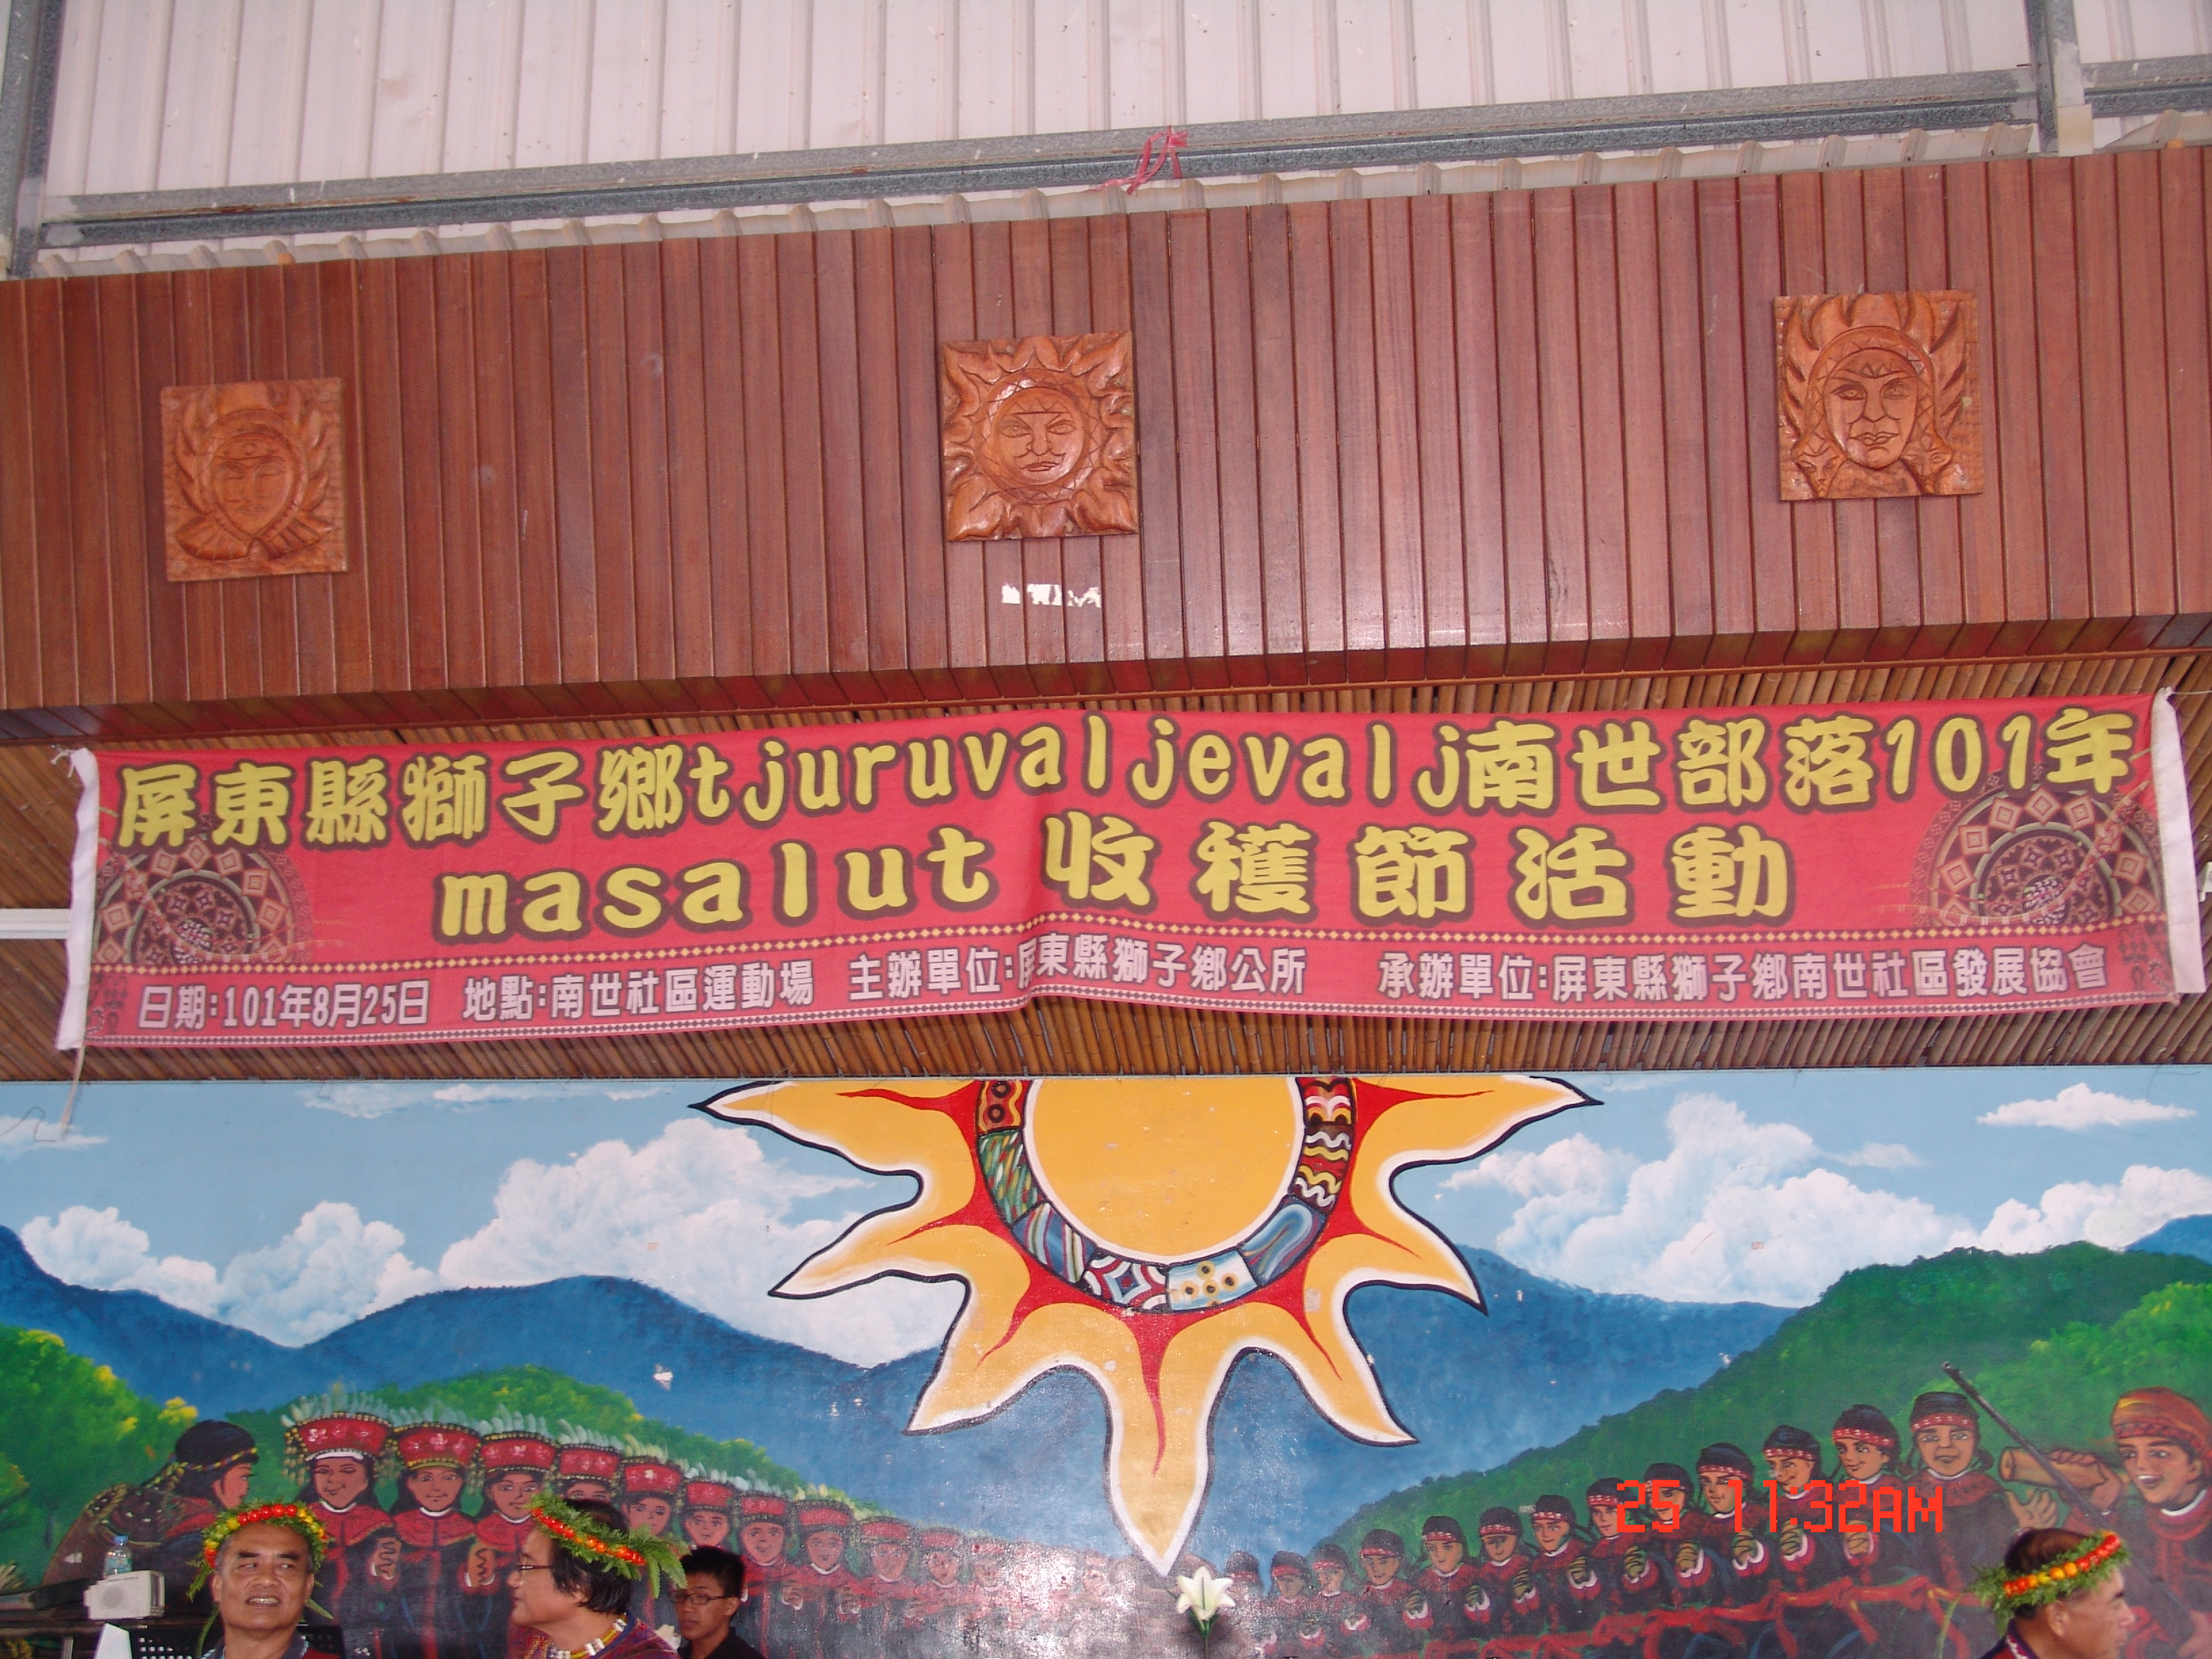 屏東縣獅子鄉tjuruvaljevalj南世部落101年
masalut 收穫節活動
日期:101年8月25日 地點:南世社區運動場 主辦單位:屏東縣獅子鄉公所 承辦單位:屏東縣獅子鄉南世社區發展協會
25 11:32AM